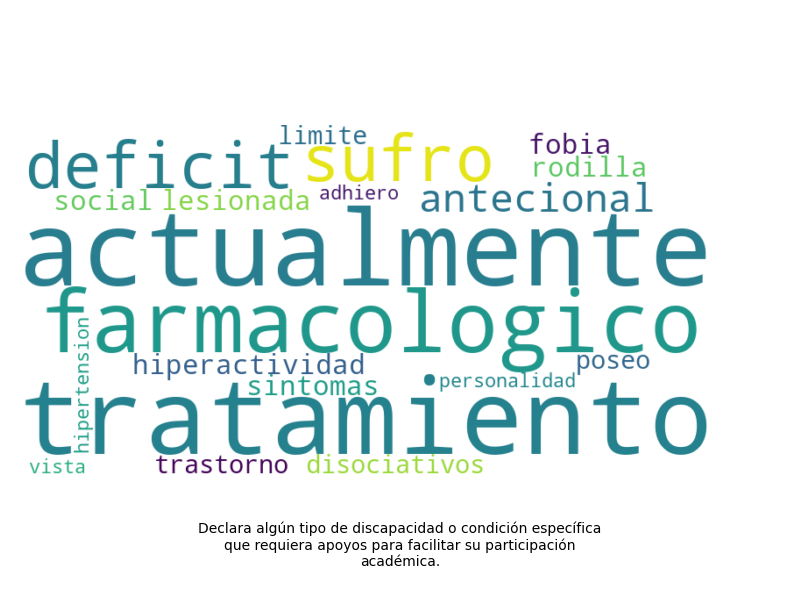 limite
deficit sufro fobia
rodilla
social lesionada adhiero antecional
actualmente
farmacologico
hipertension
hiperactividad poseo
sintomas personalidad
tratamiento
vista trastorno disociativos
Declara algún tipo de discapacidad o condición específica
que requiera apoyos para facilitar su participación
académica.